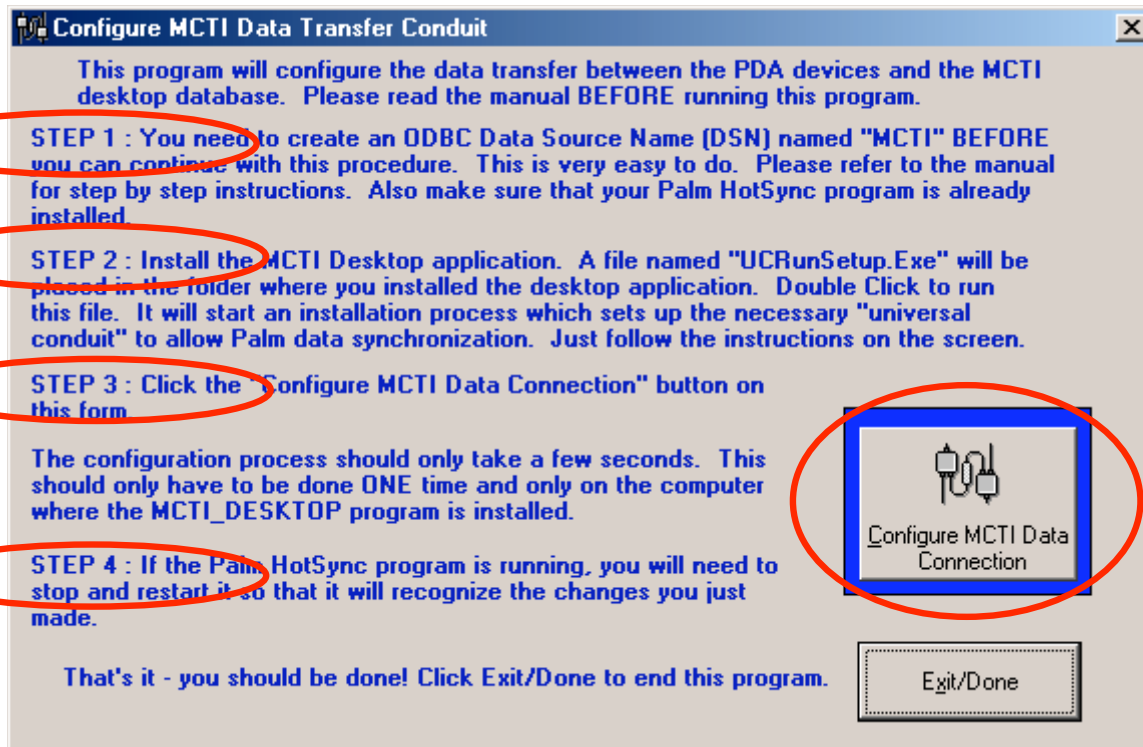 Configure MCTI Data Transfer Conduit
This program will configure the data transfer between the PDA devices and the MCTI
desktop database. Please read the manual BEFORE running this program.
STEP 1 : You need to create an ODBC Data Source Name (DSN) named "MCTI" BEFORE
you can continue with this procedure. This is very easy to do. Please refer to the manual
for step by step instructions. Also make sure that your Palm HotSync program is already
installed.
STEP 2 : Install the MCTI Desktop application. A file named "UCRunSetup.Exe" will be
placed in the folder where you installed the desktop application. Double Click to run
this file. It will start an installation process which sets up the necessary "universal
conduit" to allow Palm data synchronization. Just follow the instructions on the screen.
STEP 3 : Click the "Configure MCTI Data Connection" button on
this form.
The configuration process should only take a few seconds. This
should only have to be done ONE time and only on the computer
where the MCTI_DESKTOP program is installed.
Configure MCTI Data
Connection
STEP 4 : If the Palm HotSync program is running, you will need to
stop and restart it so that it will recognize the changes you just
made.
That's it - you should be done! Click Exit/Done to end this program.
Exit/Done